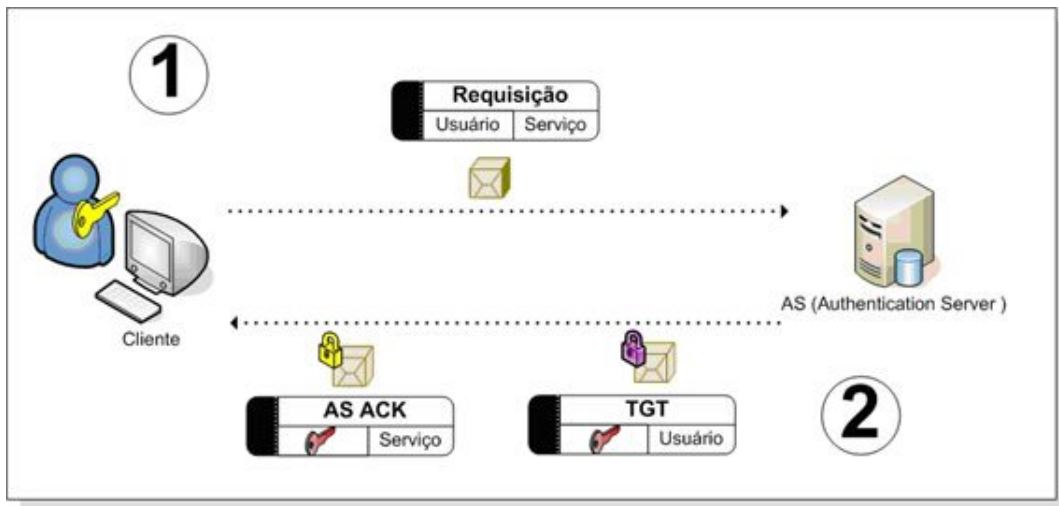 1
Requisição
Usuário Serviço
AS (Authentication Server )
Cliente
AS ACK
Serviço
TGT
Usuário
2